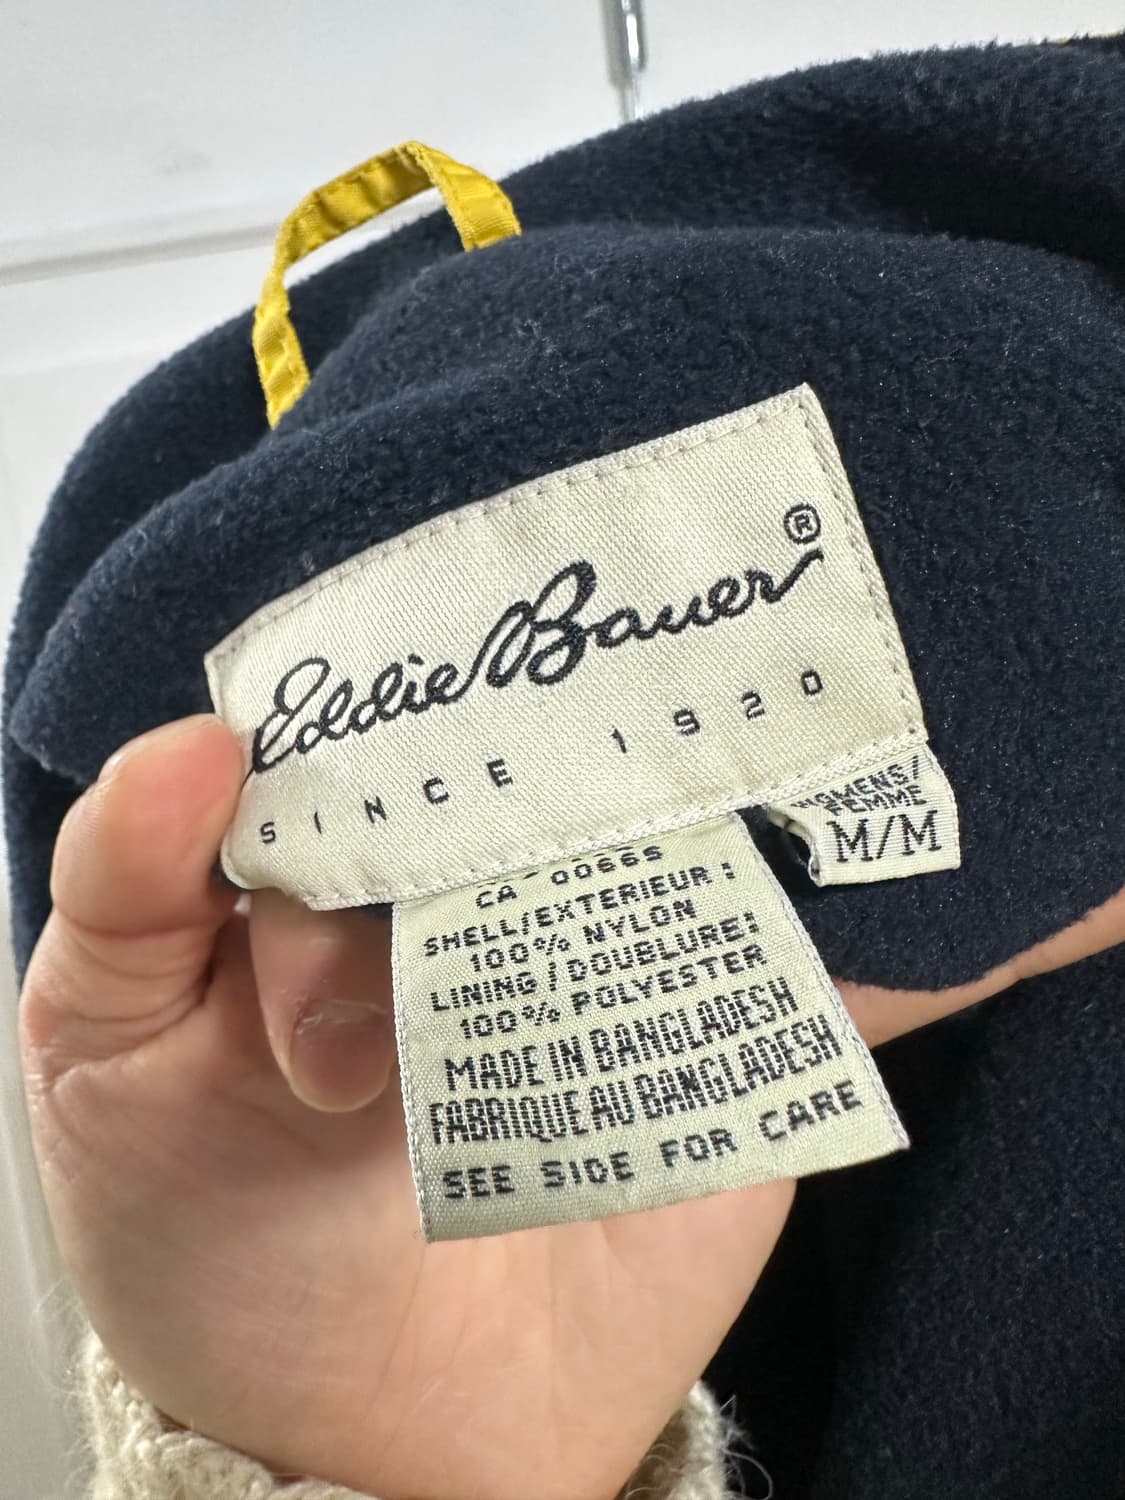 Eddie Bauer®
SINCE 1920
WOMENS/
FEMME
M/M
CA-00665
SHELL/EXTERIEUR:
100% NYLON
LINING/DOUBLURE:
100% POLYESTER
MADE IN BANGLADESH
FABRIQUE AU BANGLADESH
SEE SIDE FOR CARE